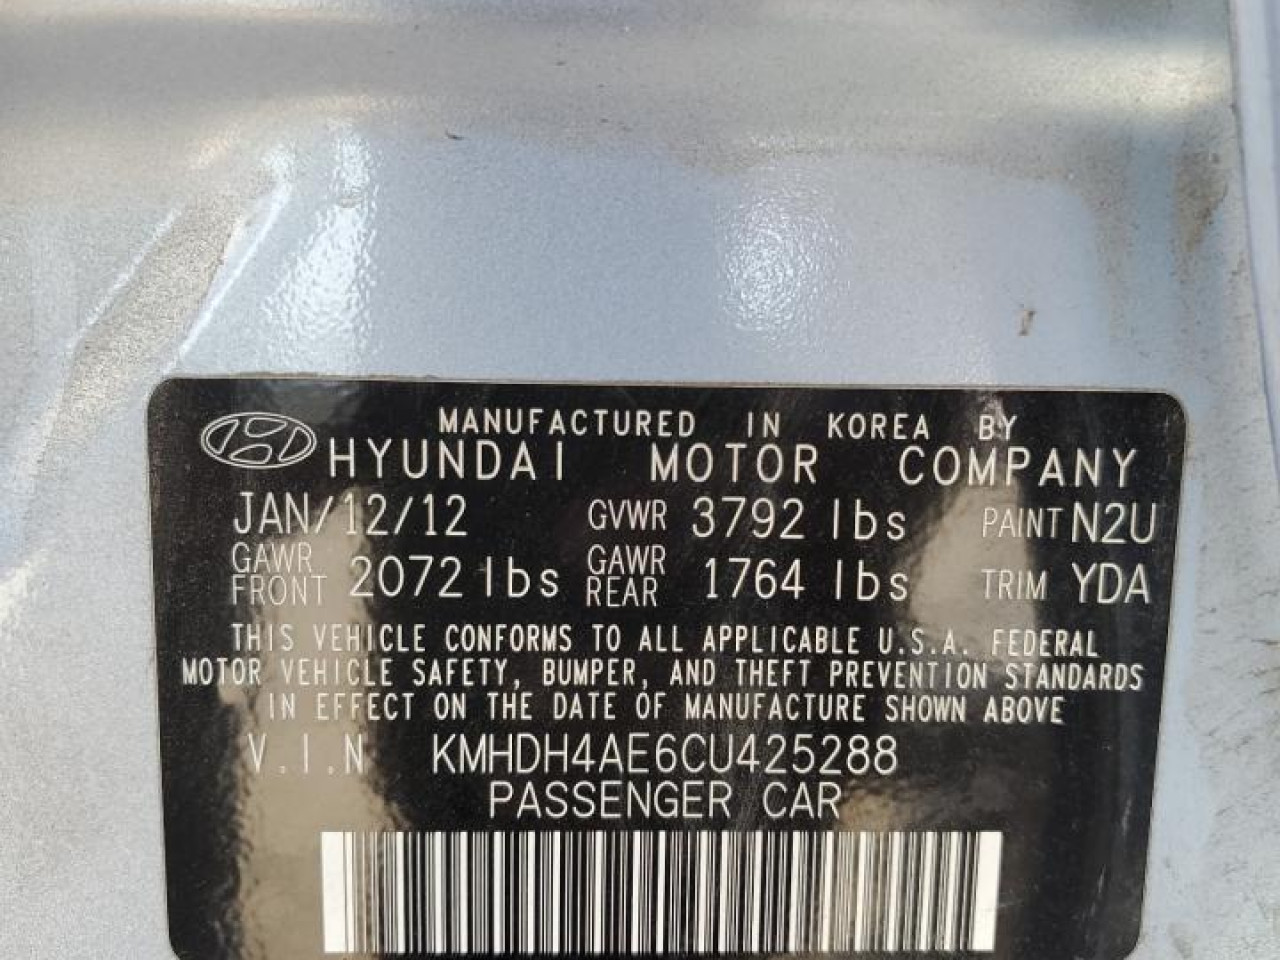 MANUFACTURED IN KOREA BY
HYUNDAI MOTOR COMPANY
JAN/12/12 GVWR 3792 lbs PAINT N2U
GAWR FRONT 2072 lbs GAWR REAR 1764 lbs TRIM YDA
THIS VEHICLE CONFORMS TO ALL APPLICABLE U.S.A. FEDERAL
MOTOR VEHICLE SAFETY, BUMPER, AND THEFT PREVENTION STANDARDS
IN EFFECT ON THE DATE OF MANUFACTURE SHOWN ABOVE
V.I.N KMHDH4AE6CU425288
PASSENGER CAR